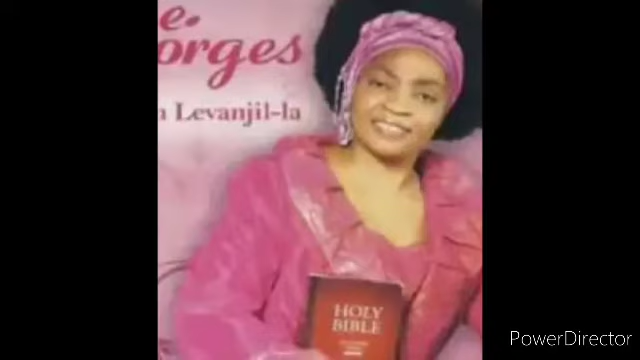 e.
orges
n Levanjil-la
HOLY
BIBLE
PowerDirector